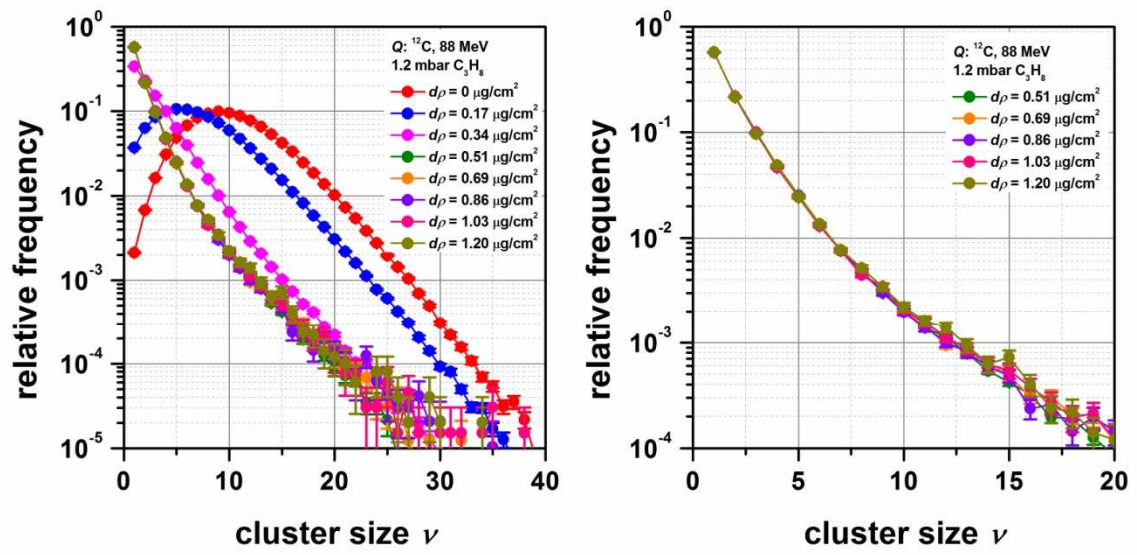 relative frequency
10⁰
10⁻¹
10⁻²
10⁻³
10⁻⁴
10⁻⁵
Q: ¹²C, 88 MeV
1.2 mbar C₃H₈
dρ = 0 μg/cm²
dρ = 0.17 μg/cm²
dρ = 0.34 μg/cm²
dρ = 0.51 μg/cm²
dρ = 0.69 μg/cm²
dρ = 0.86 μg/cm²
dρ = 1.03 μg/cm²
dρ = 1.20 μg/cm²
0 10 20 30 40
cluster size ν
relative frequency
10⁰
10⁻¹
10⁻²
10⁻³
10⁻⁴
Q: ¹²C, 88 MeV
1.2 mbar C₃H₈
dρ = 0.51 μg/cm²
dρ = 0.69 μg/cm²
dρ = 0.86 μg/cm²
dρ = 1.03 μg/cm²
dρ = 1.20 μg/cm²
0 5 10 15 20
cluster size ν